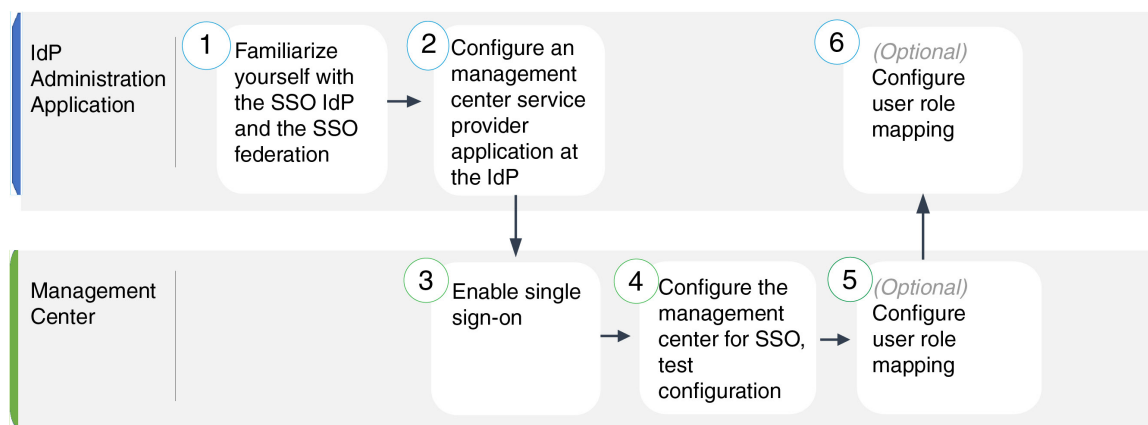 IdP
Administration
Application
1
Familiarize
yourself with
the SSO IdP
and the SSO
federation
2
Configure an
management
center service
provider
application at
the IdP
6
(Optional)
Configure
user role
mapping
Management
Center
3
Enable single
sign-on
4
Configure the
management
center for SSO,
test
configuration
5
(Optional)
Configure
user role
mapping